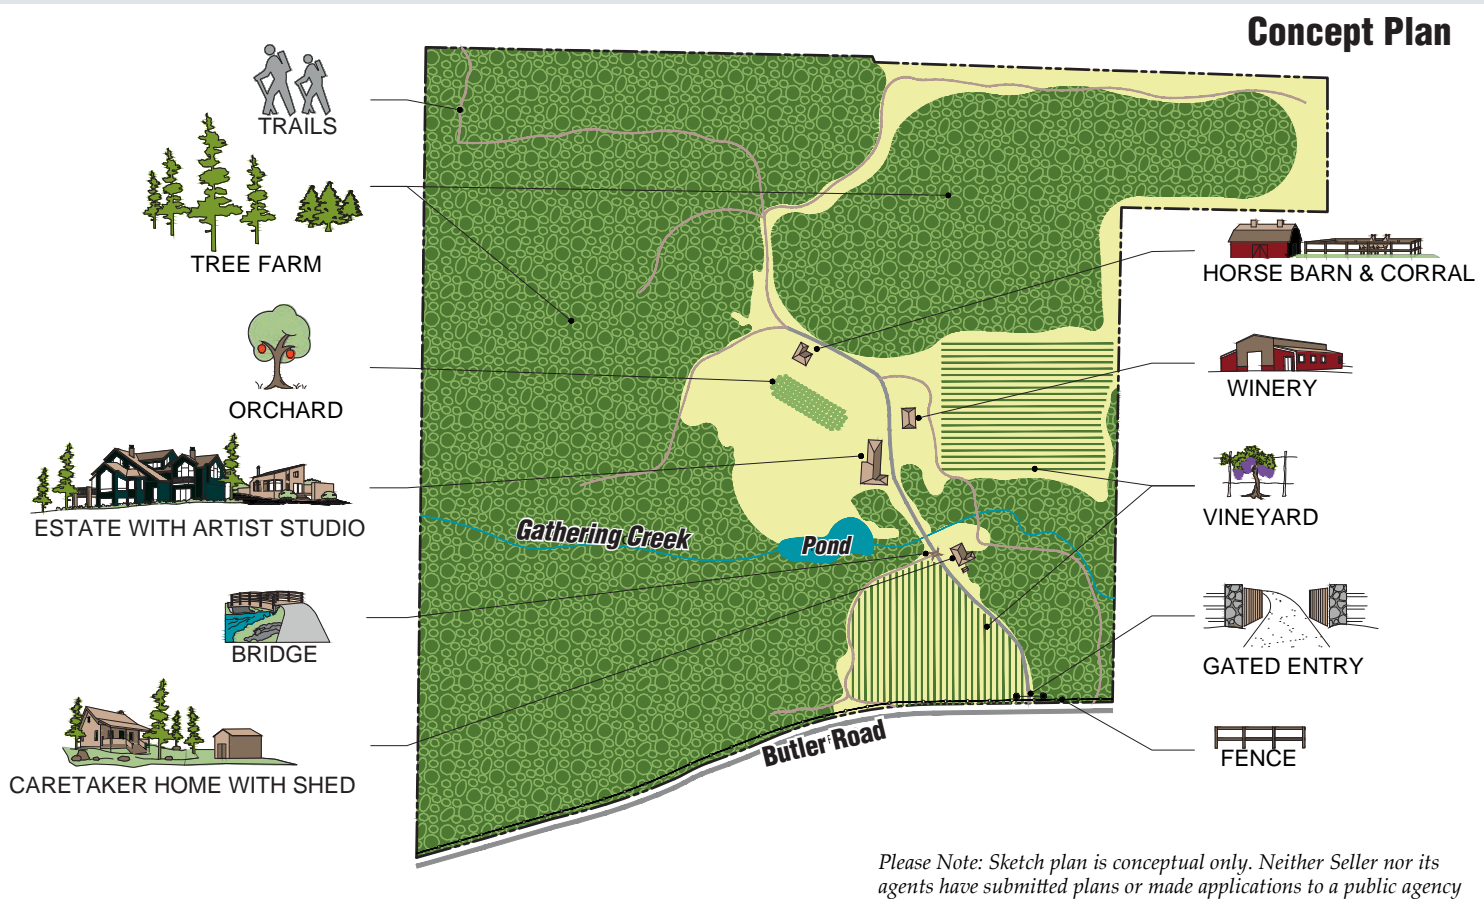 Concept Plan
TRAILS
TREE FARM
ORCHARD
ESTATE WITH ARTIST STUDIO
BRIDGE
CARETAKER HOME WITH SHED
Gathering Creek
Pond
Butler Road
HORSE BARN & CORRAL
WINERY
VINEYARD
GATED ENTRY
FENCE
Please Note: Sketch plan is conceptual only. Neither Seller nor its
agents have submitted plans or made applications to a public agency